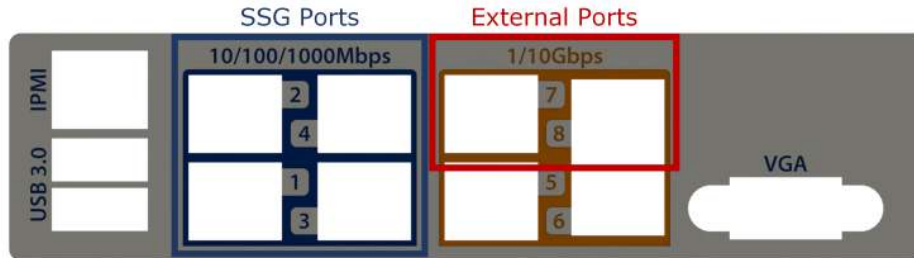 SSG Ports
External Ports
10/100/1000Mbps
1/10Gbps
IPMI
USB 3.0
2
4
1
3
7
8
5
6
VGA